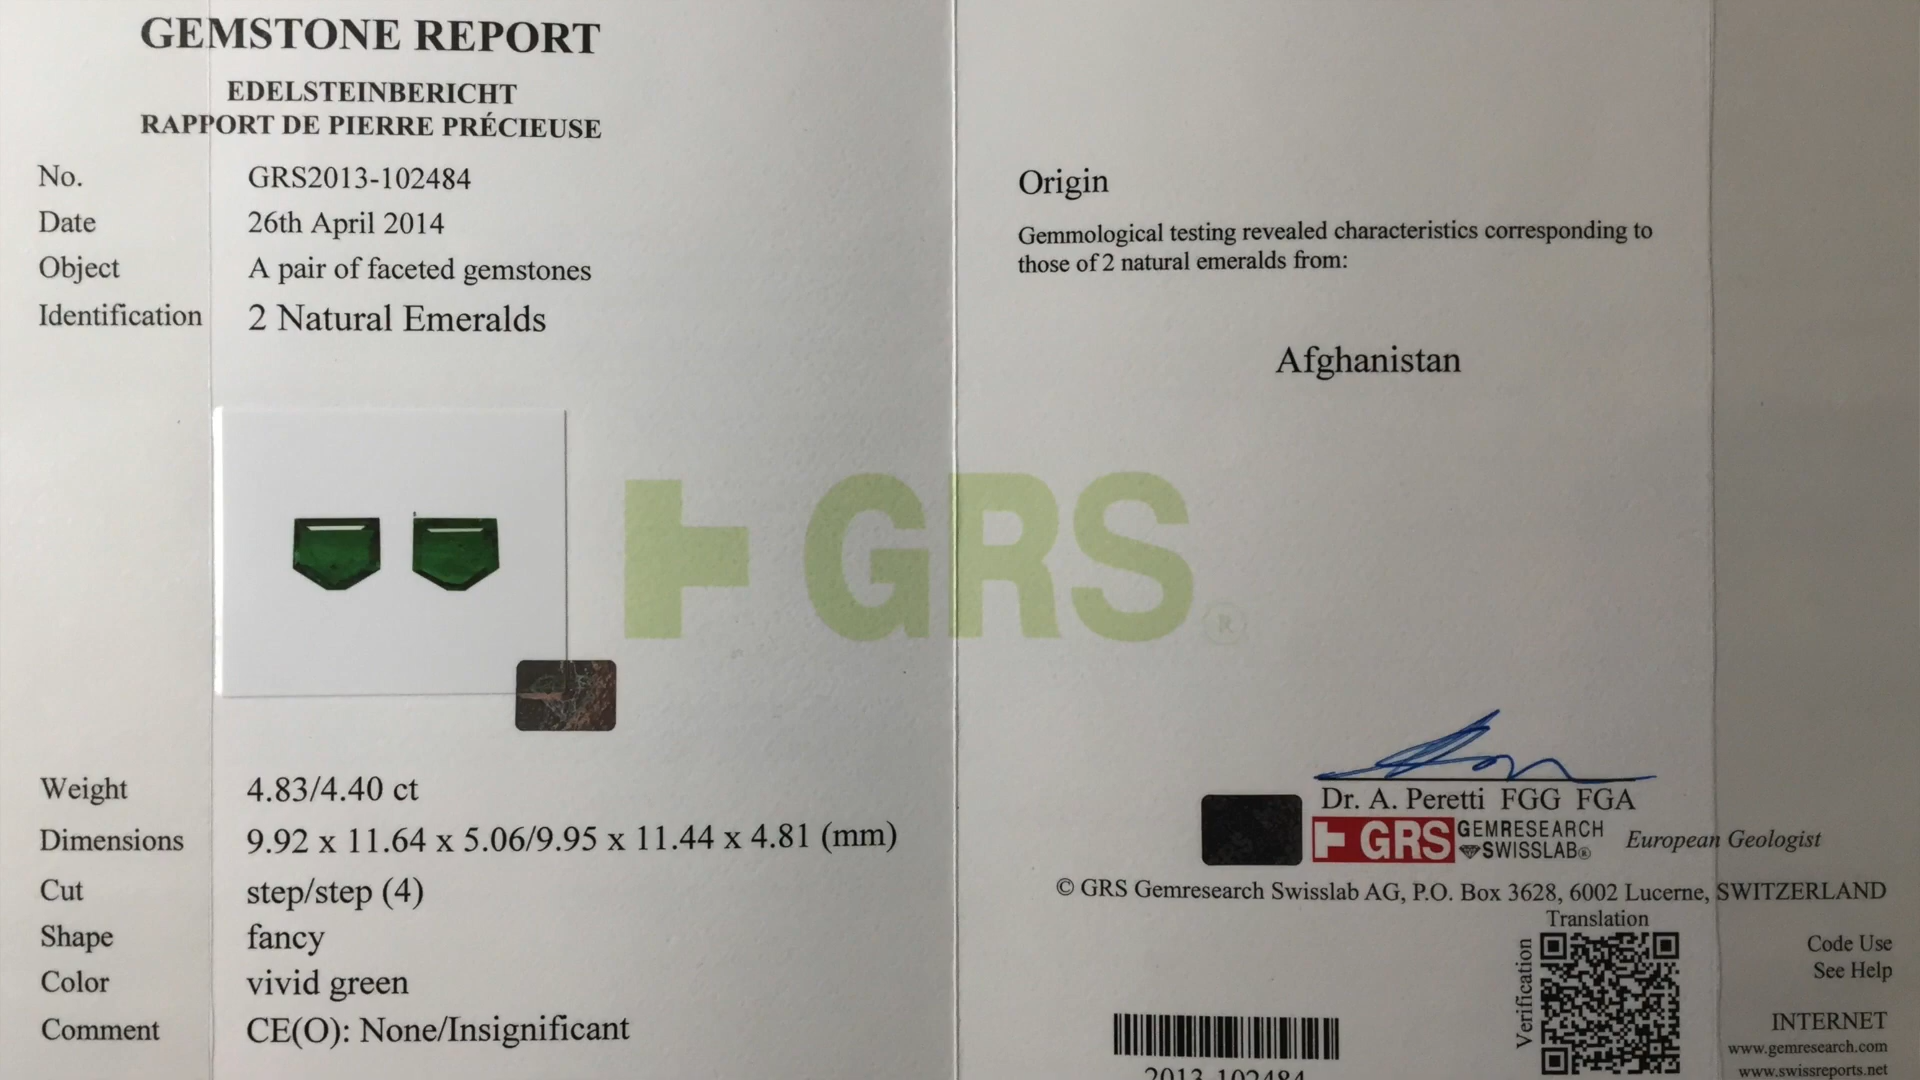 GEMSTONE REPORT
EDELSTEINBERICHT
RAPPORT DE PIERRE PRÉCIEUSE
No. GRS2013-102484
Date 26th April 2014
Object A pair of faceted gemstones
Identification 2 Natural Emeralds
GRS®
Weight 4.83/4.40 ct
Dimensions 9.92 x 11.64 x 5.06/9.95 x 11.44 x 4.81 (mm)
Cut step/step (4)
Shape fancy
Color vivid green
Comment CE(O): None/Insignificant
Origin
Gemmological testing revealed characteristics corresponding to
those of 2 natural emeralds from:
Afghanistan
Dr. A. Peretti FGG FGA
GRS GEMRESEARCH
SWISSLAB®
European Geologist
© GRS Gemresearch Swisslab AG, P.O. Box 3628, 6002 Lucerne, SWITZERLAND
Translation
Verification
Code Use
See Help
INTERNET
www.gemresearch.com
www.swissreports.net
2013-102484